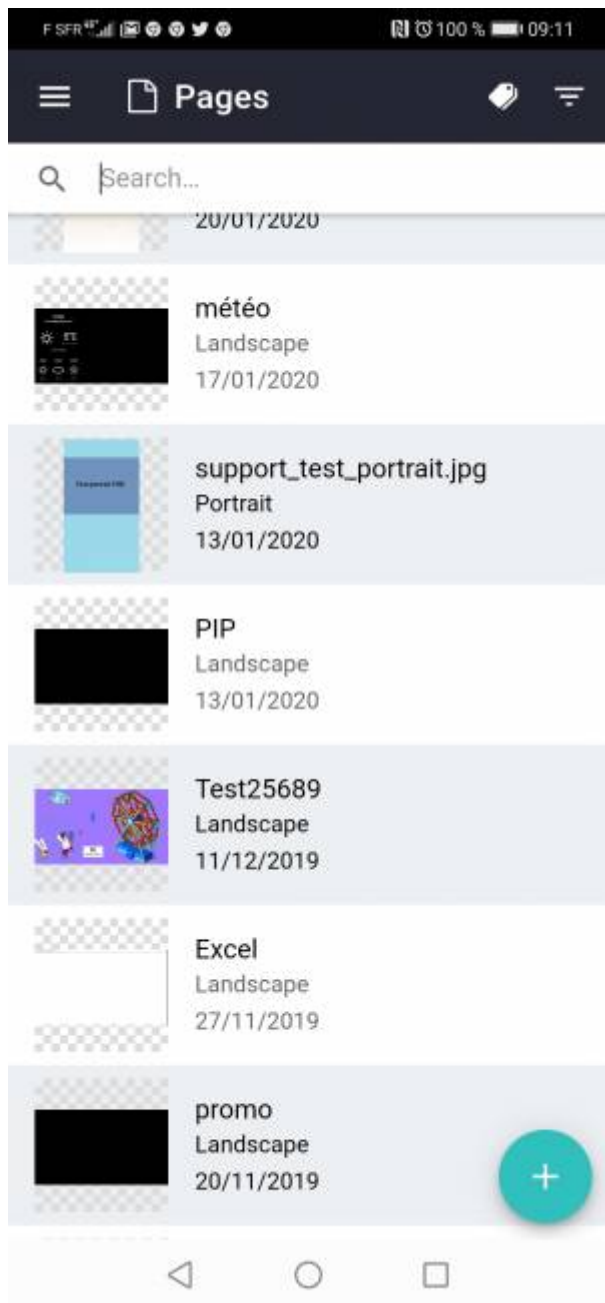 F SFR 100 % 09:11
Pages
Search...
20/01/2020
météo
Landscape
17/01/2020
support_test_portrait.jpg
Portrait
13/01/2020
PIP
Landscape
13/01/2020
Test25689
Landscape
11/12/2019
Excel
Landscape
27/11/2019
promo
Landscape
20/11/2019